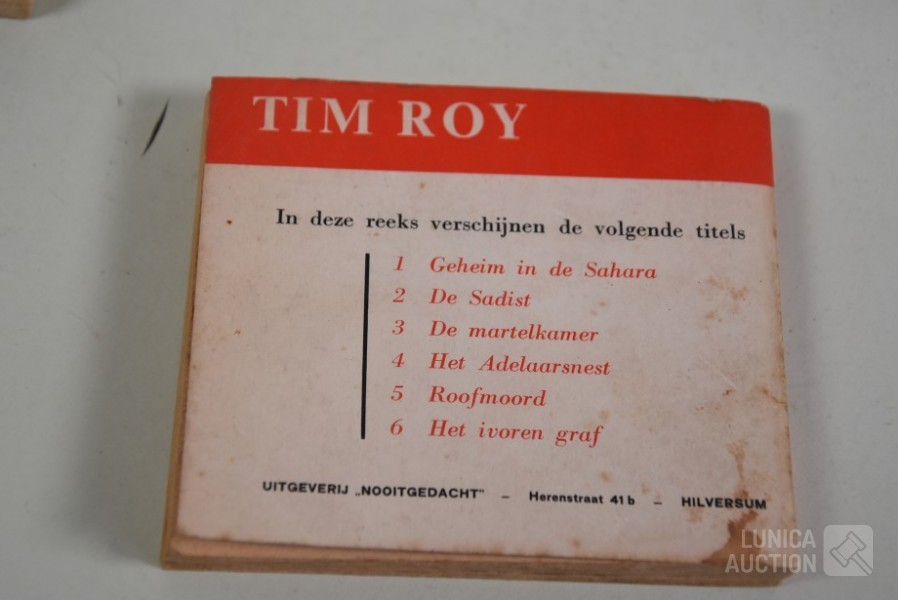 TIM ROY
In deze reeks verschijnen de volgende titels
1 Geheim in de Sahara
2 De Sadist
3 De martelkamer
4 Het Adelaarsnest
5 Roofmoord
6 Het ivoren graf
UITGEVERIJ „NOOITGEDACHT" – Herenstraat 41 b – HILVERSUM
LUNICA
AUCTION